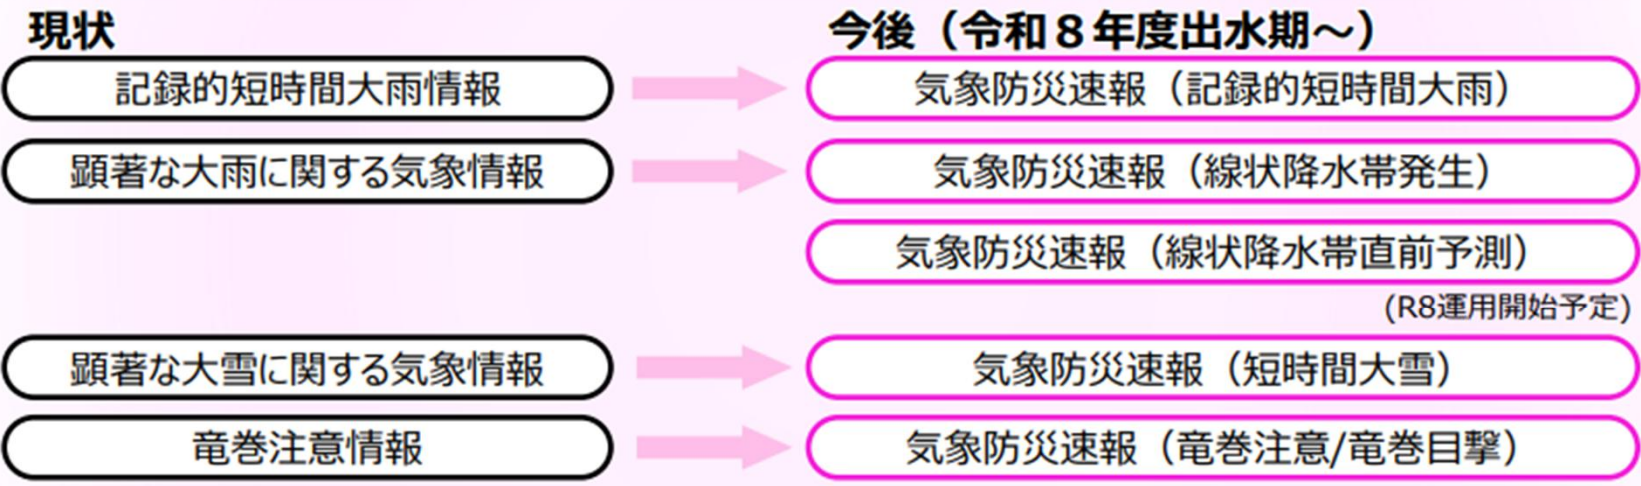 現状
今後（令和８年度出水期～）
記録的短時間大雨情報
気象防災速報（記録的短時間大雨）
顕著な大雨に関する気象情報
気象防災速報（線状降水帯発生）
気象防災速報（線状降水帯直前予測）
(R8運用開始予定)
顕著な大雪に関する気象情報
気象防災速報（短時間大雪）
竜巻注意情報
気象防災速報（竜巻注意/竜巻目撃）